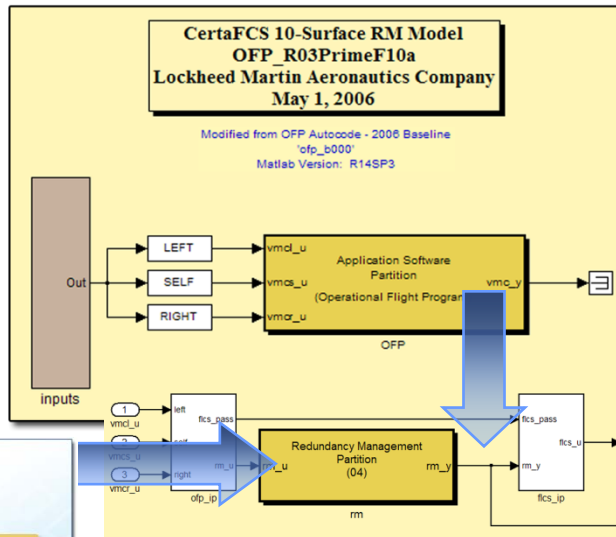 CertaFCS 10-Surface RM Model
OFP_R03PrimeF10a
Lockheed Martin Aeronautics Company
May 1, 2006
Modified from OFP Autocode - 2006 Baseline
'ofp_b000'
Matlab Version: R14SP3
Out
inputs
LEFT
SELF
RIGHT
vmcl_u
vmcs_u
vmcr_u
Application Software
Partition
(Operational Flight Program
vmc_y
OFP
1
vmcl_u
vmcs_u
3
vmcr_u
left
right
flcs_pass
rm_u
ofp_ip
rm_u
Redundancy Management
Partition
(04)
rm_y
rm
flcs_pass
rm_y
flcs_u
flcs_ip